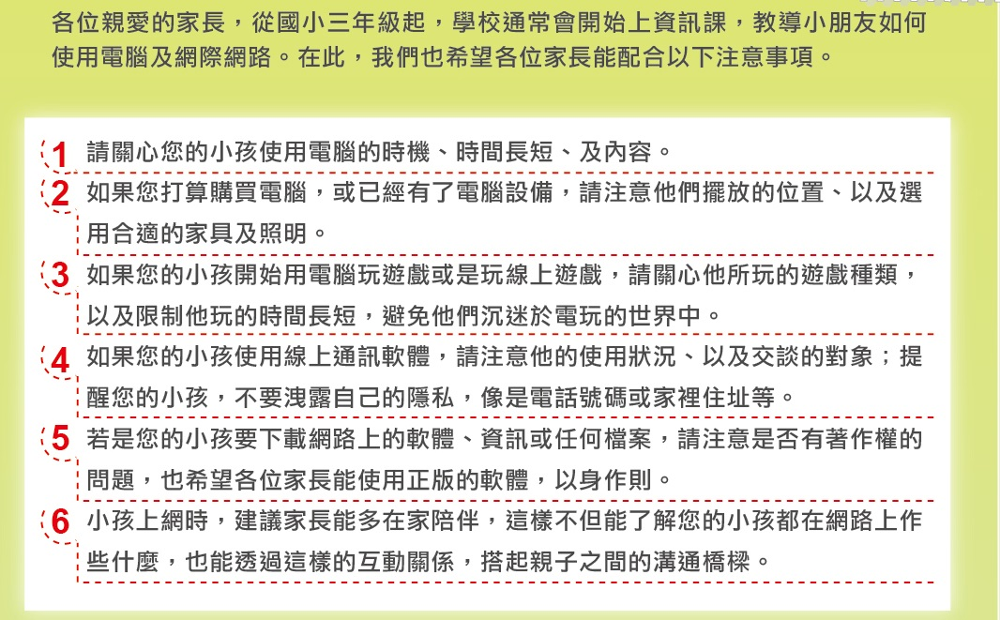 各位親愛的家長，從國小三年級起，學校通常會開始上資訊課，教導小朋友如何
使用電腦及網際網路。在此，我們也希望各位家長能配合以下注意事項。
1 請關心您的小孩使用電腦的時機、時間長短、及內容。
2 如果您打算購買電腦，或已經有了電腦設備，請注意他們擺放的位置、以及選
用合適的家具及照明。
3 如果您的小孩開始用電腦玩遊戲或是玩線上遊戲，請關心他所玩的遊戲種類，
以及限制他玩的時間長短，避免他們沉迷於電玩的世界中。
4 如果您的小孩使用線上通訊軟體，請注意他的使用狀況、以及交談的對象；提
醒您的小孩，不要洩露自己的隱私，像是電話號碼或家裡住址等。
5 若是您的小孩要下載網路上的軟體、資訊或任何檔案，請注意是否有著作權的
問題，也希望各位家長能使用正版的軟體，以身作則。
6 小孩上網時，建議家長能多在家陪伴，這樣不但能了解您的小孩都在網路上作
些什麼，也能透過這樣的互動關係，搭起親子之間的溝通橋樑。